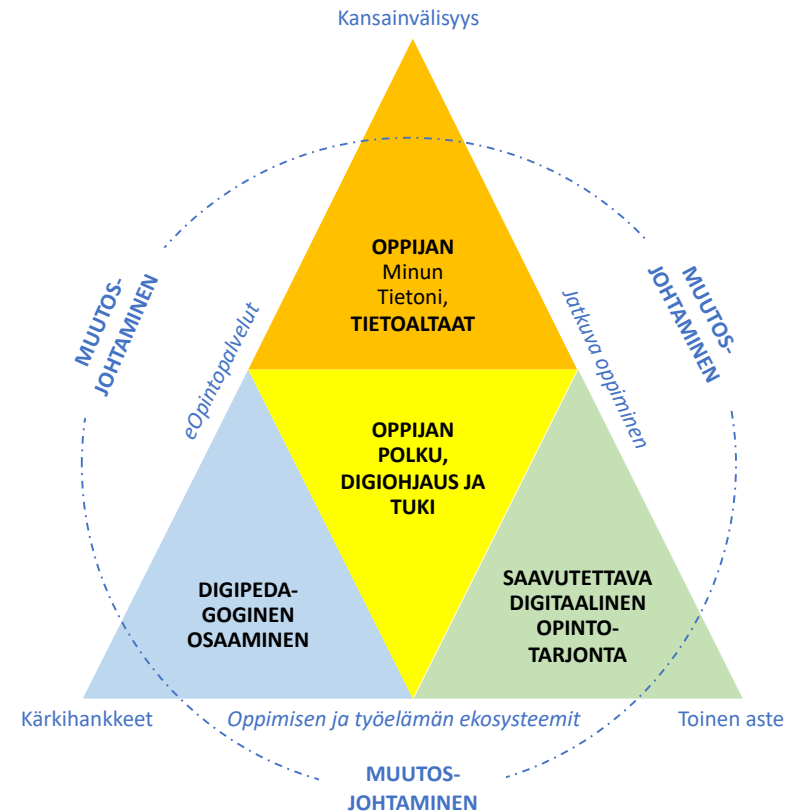 Kansainvälisyys
OPPIJAN
Minun
Tietoni,
TIETOALTAAT
MUUTOS-
JOHTAMINEN
MUUTOS-
JOHTAMINEN
eOpintopalvelut
Jatkuva oppiminen
OPPIJAN
POLKU,
DIGIOHJAUS JA
TUKI
DIGIPEDA-
GOGINEN
OSAAMINEN
SAAVUTETTAVA
DIGITAALINEN
OPINTO-
TARJONTA
Kärkihankkeet
Oppimisen ja työelämän ekosysteemit
Toinen aste
MUUTOS-
JOHTAMINEN